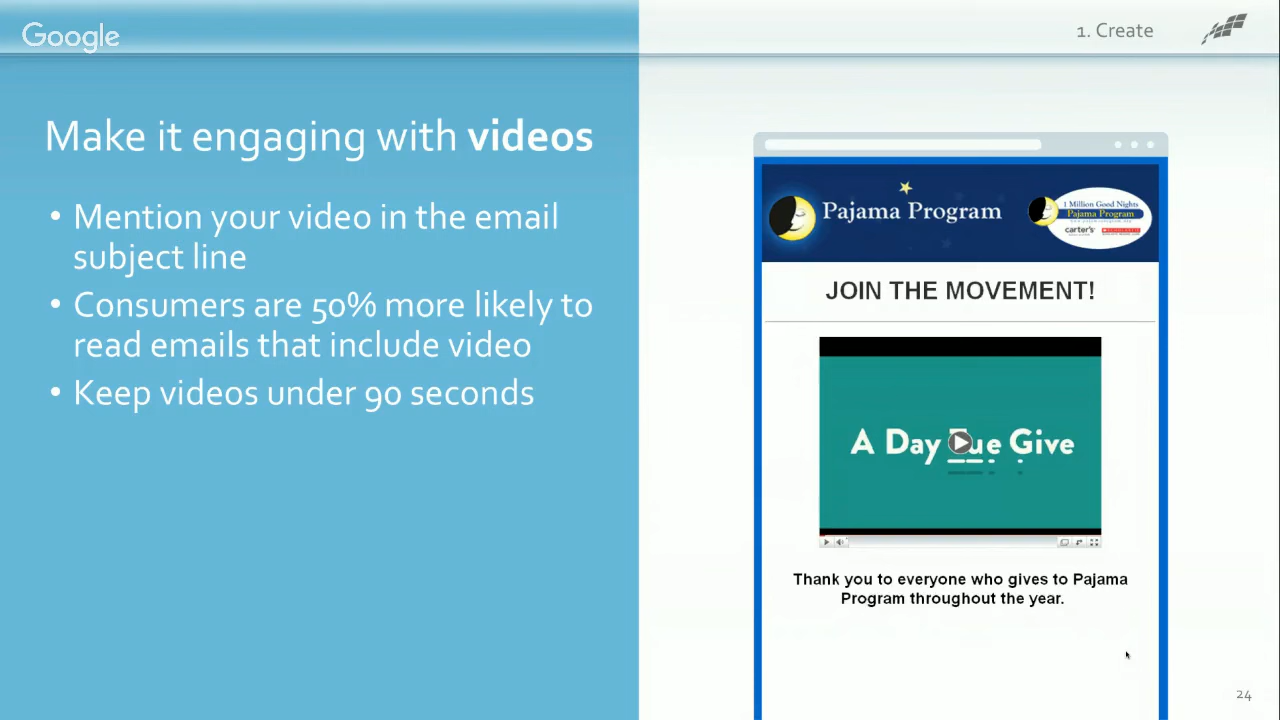 Google
1. Create
Make it engaging with videos
• Mention your video in the email
subject line
• Consumers are 50% more likely to
read emails that include video
• Keep videos under 90 seconds
Pajama Program
1 Million Good Nights
Pajama Program
carter's
JOIN THE MOVEMENT!
A Day Give
Thank you to everyone who gives to Pajama
Program throughout the year.
24